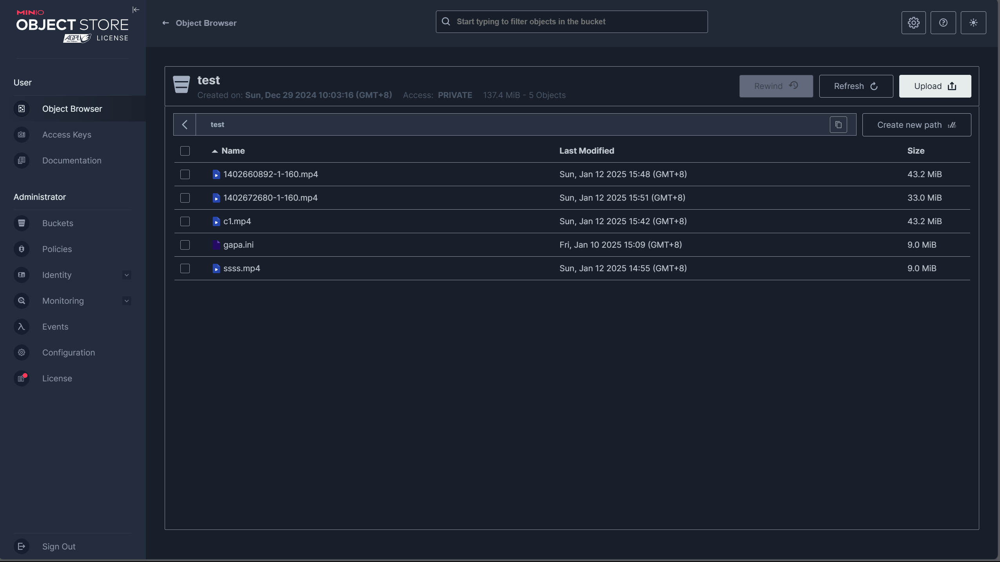 MINIO
OBJECT STORE
AGPLv3 LICENSE
Free Software
User
Object Browser
Access Keys
Documentation
Administrator
Buckets
Policies
Identity
Monitoring
Events
Configuration
License
Sign Out
Object Browser
Start typing to filter objects in the bucket
test
Created on: Sun, Dec 29 2024 10:03:16 (GMT+8) Access: PRIVATE 137.4 MiB - 5 Objects
Rewind
Refresh
Upload
test
Create new path
Name Last Modified Size
1402660892-1-160.mp4 Sun, Jan 12 2025 15:48 (GMT+8) 43.2 MiB
1402672680-1-160.mp4 Sun, Jan 12 2025 15:51 (GMT+8) 33.0 MiB
c1.mp4 Sun, Jan 12 2025 15:42 (GMT+8) 43.2 MiB
gapa.ini Fri, Jan 10 2025 15:09 (GMT+8) 9.0 MiB
ssss.mp4 Sun, Jan 12 2025 14:55 (GMT+8) 9.0 MiB